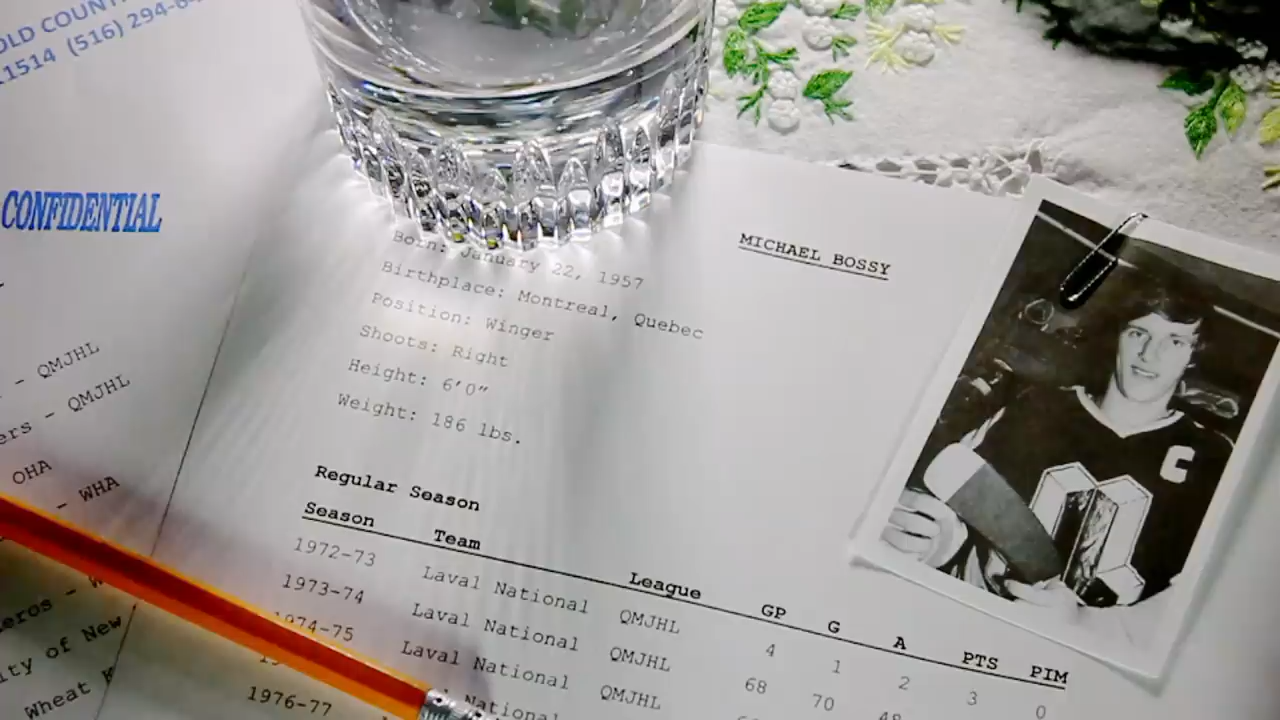 OLD COUNT
11514 (516) 294-
CONFIDENTIAL
- QMJHL
ers - QMJHL
OHA
- WHA
eros -
ity of New
Wheat
MICHAEL BOSSY
Born: January 22, 1957
Birthplace: Montreal, Quebec
Position: Winger
Shoots: Right
Height: 6'0"
Weight: 186 lbs.
Regular Season
Season Team League GP G A PTS PIM
1972-73 Laval National QMJHL 4 1 2 3 0
1973-74 Laval National QMJHL 68 70 48
1974-75 Laval National QMJHL
National
1976-77
C